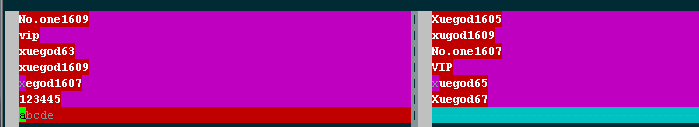 No.one1609
vip
xuegod63
xuegod1609
xegod1607
123445
abcde
Xuegod1605
xugod1609
No.one1607
VIP
xuegod65
Xuegod67